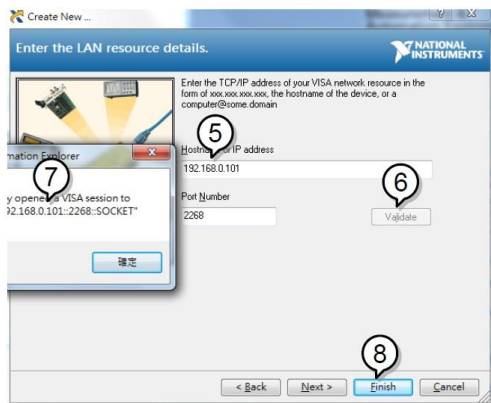 Create New ...
Enter the LAN resource details.
NATIONAL INSTRUMENTS
Enter the TCP/IP address of your VISA network resource in the
form of xxx.xxx.xxx.xxx, the hostname of the device, or a
computer@some.domain
5
Hostname or IP address
192.168.0.101
6
Port Number
2268
Validate
mation Explorer
7
y opened a VISA session to
92.168.0.101::2268::SOCKET"
確定
8
< Back Next > Finish Cancel